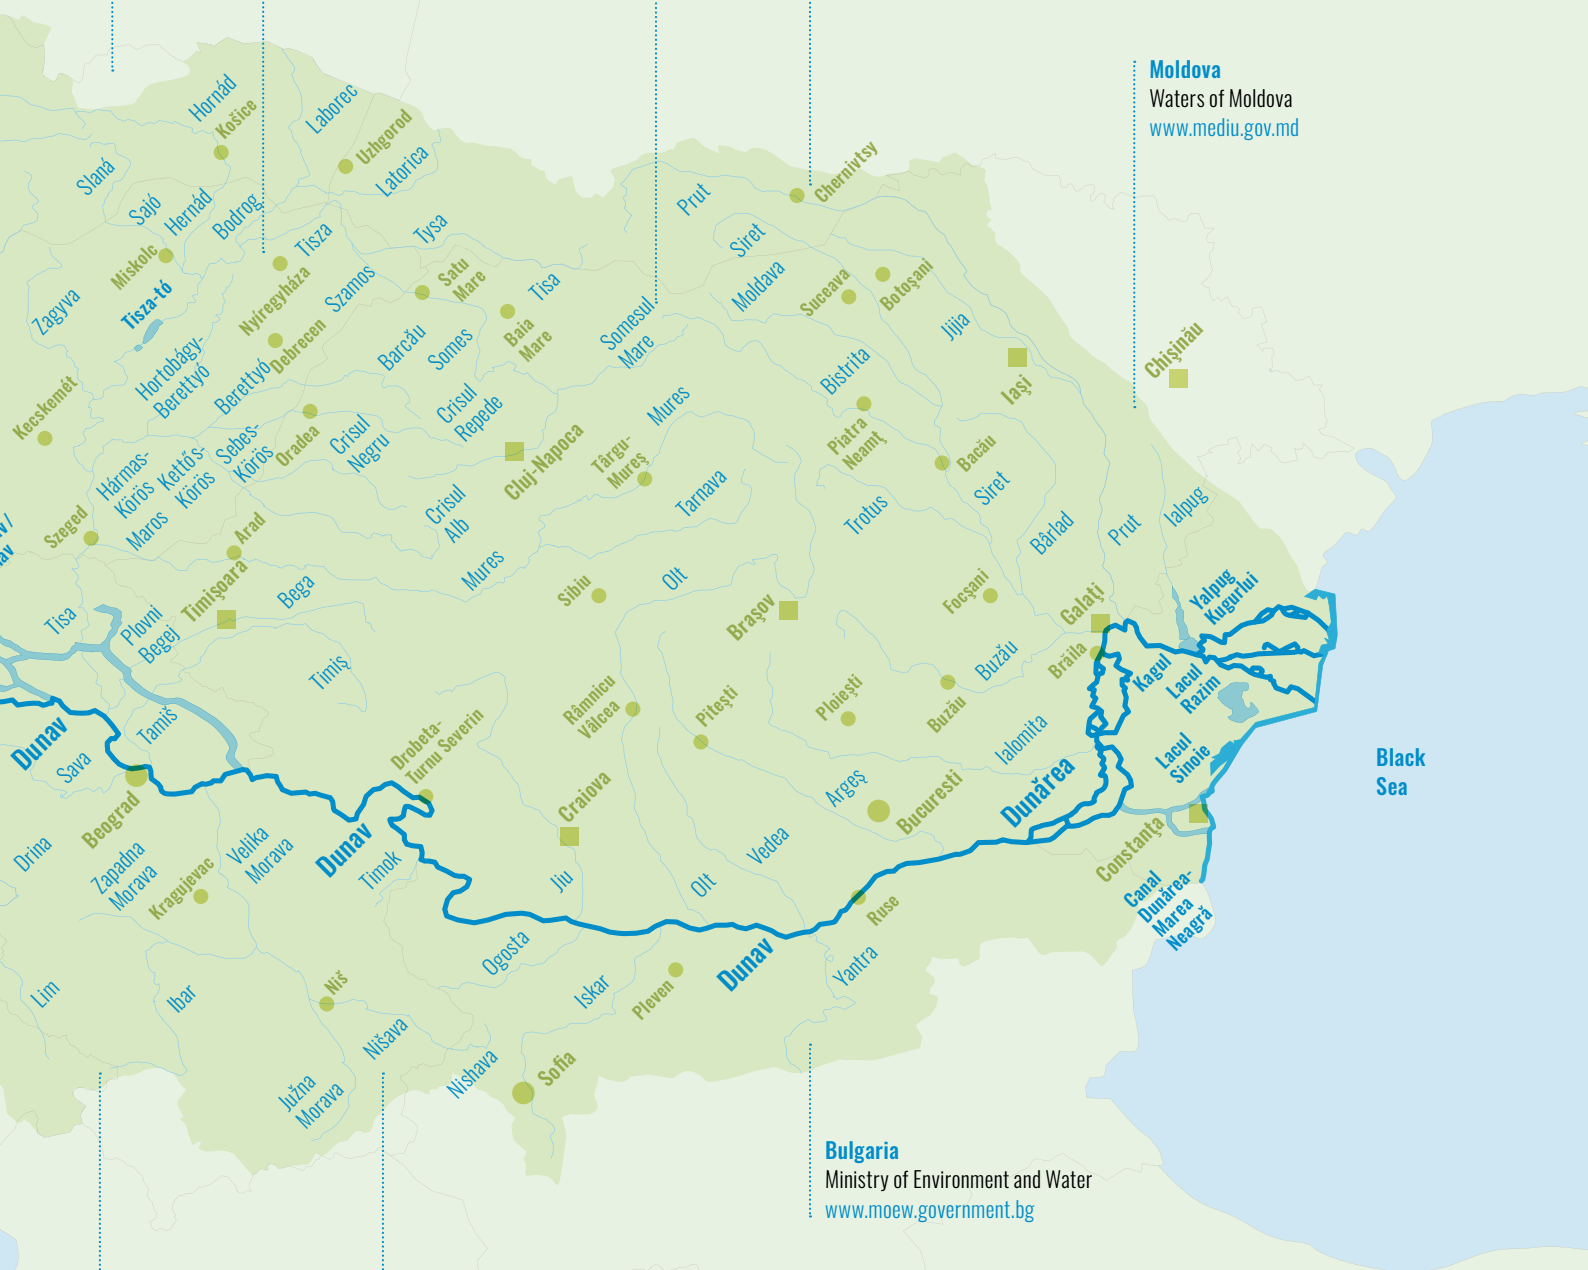 Moldova
Waters of Moldova
www.mediu.gov.md
Hornád
Košice
Laborec
Uzhgorod
Latorica
Slaná
Sajó
Hernád
Bodrog
Miskolc
Tisza
Tysa
Prut
Chernivtsy
Siret
Zagyva
Tisza-tó
Nyíregyháza
Szamos
Satu
Mare
Tisa
Moldava
Suceava
Botoşani
Jijjia
Debrecen
Baia
Mare
Somesul
Mare
Barcău
Somes
Hortobágy-
Berettyó
Berettyó
Bistrita
Iaşi
Chişinău
Kecskemét
Crisul
Repede
Mures
Oradea
Crisul
Negru
Sebes-
Körös
Kettős-
Körös
Hármas-
Körös
Cluj-Napoca
Târgu-
Mureş
Piatra
Neamţ
Bacău
Siret
Szeged
Maros
Arad
Crisul
Alb
Tarnava
Trotus
Bârlad
Prut
Ialpug
Timişoara
Bega
Mures
Sibiu
Olt
Braşov
Focşani
Galaţi
Yalpug
Kugurlui
Tisa
Plovni
Begej
Timiş
Râmnicu
Vâlcea
Piteşti
Ploieşti
Buzău
Buzău
Brăila
Kagul
Lacul
Razim
Dunav
Tamiš
Sava
Drobeta-
Turnu Severin
Craiova
Argeş
Bucuresti
Ialomita
Dunărea
Lacul
Sinoie
Black
Sea
Beograd
Drina
Zapadna
Morava
Kragujevac
Velika
Morava
Dunav
Timok
Jiu
Olt
Vedea
Ruse
Constanţa
Canal
Dunărea-
Marea
Neagră
Lim
Ibar
Niš
Nišava
Ogosta
Iskar
Pleven
Dunav
Yantra
Južna
Morava
Nishava
Sofia
Bulgaria
Ministry of Environment and Water
www.moew.government.bg